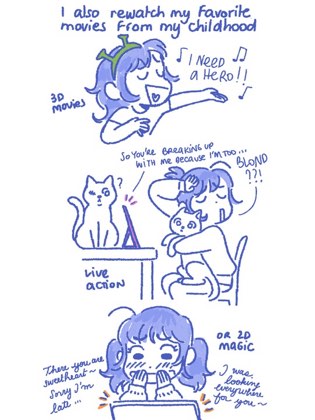 I also rewatch my favorite
movies from my childhood
I NEED
A HERO!!
3D
MOVIES
SO YOU'RE BREAKING UP
WITH ME BECAUSE I'M TOO...
BLOND
??!
?
LIVE
ACTION
OR 2D
MAGIC
There you are
sweetheart~
Sorry I'm
late...
I was
looking
everywhere
for you~